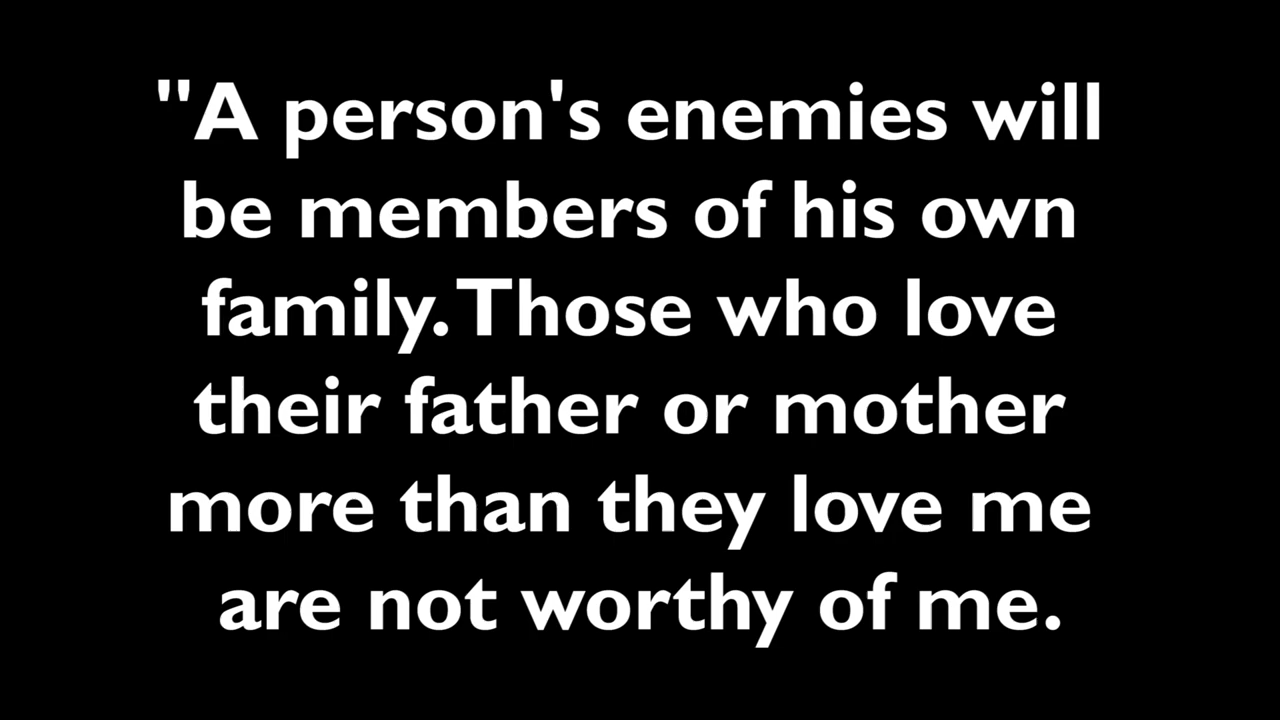 "A person's enemies will
be members of his own
family. Those who love
their father or mother
more than they love me
are not worthy of me.